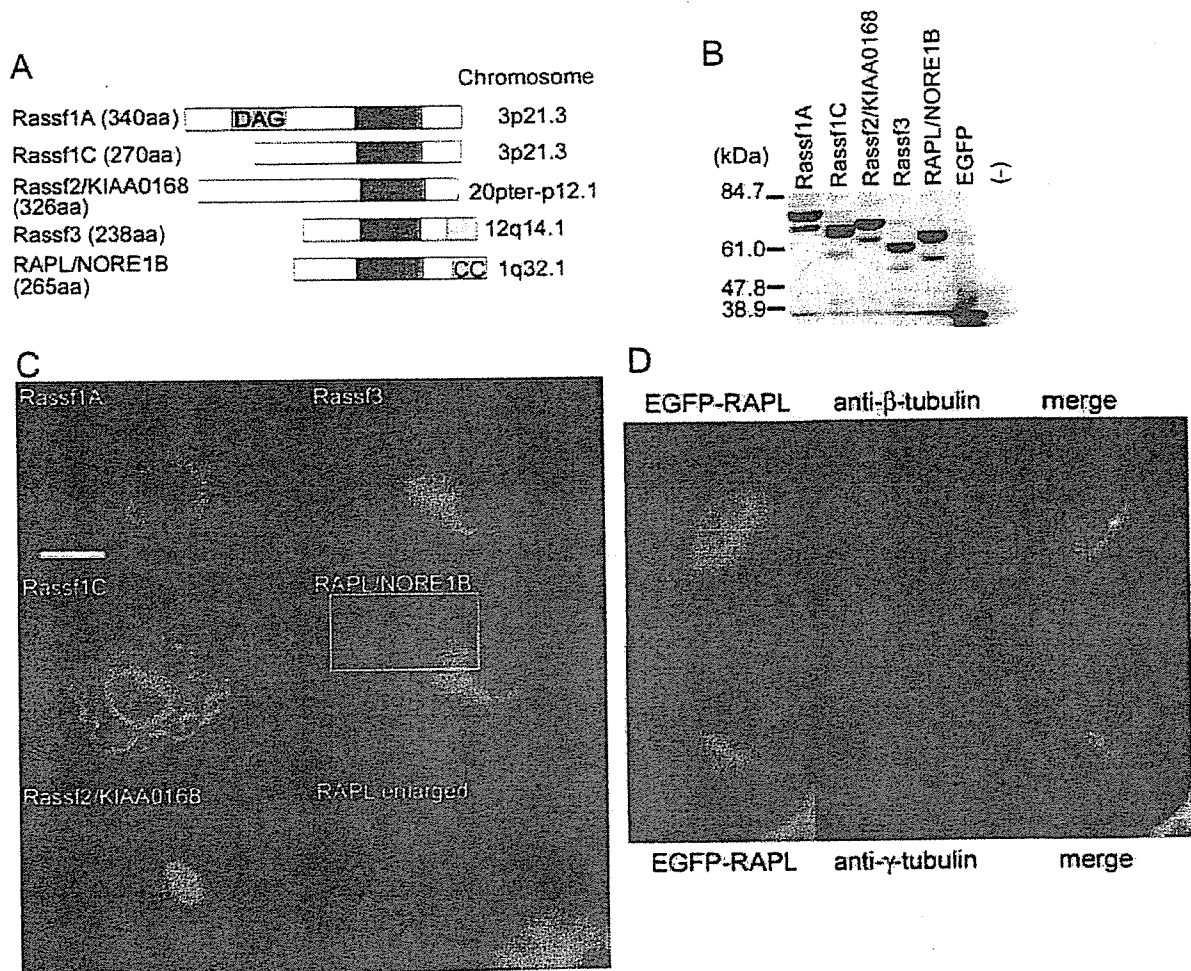 A
Chromosome
Rassf1A (340aa) DAG 3p21.3
Rassf1C (270aa) 3p21.3
Rassf2/KIAA0168 (326aa) 20pter-p12.1
Rassf3 (238aa) 12q14.1
RAPL/NORE1B (265aa) CC 1q32.1
B
(kDa)
Rassf1A
Rassf1C
Rassf2/KIAA0168
Rassf3
RAPL/NORE1B
EGFP
(-)
84.7
61.0
47.8
38.9
C
Rassf1A
Rassf3
Rassf1C
RAPL/NORE1B
Rassf2/KIAA0168
RAPL enlarged
D
EGFP-RAPL anti-β-tubulin merge
EGFP-RAPL anti-γ-tubulin merge